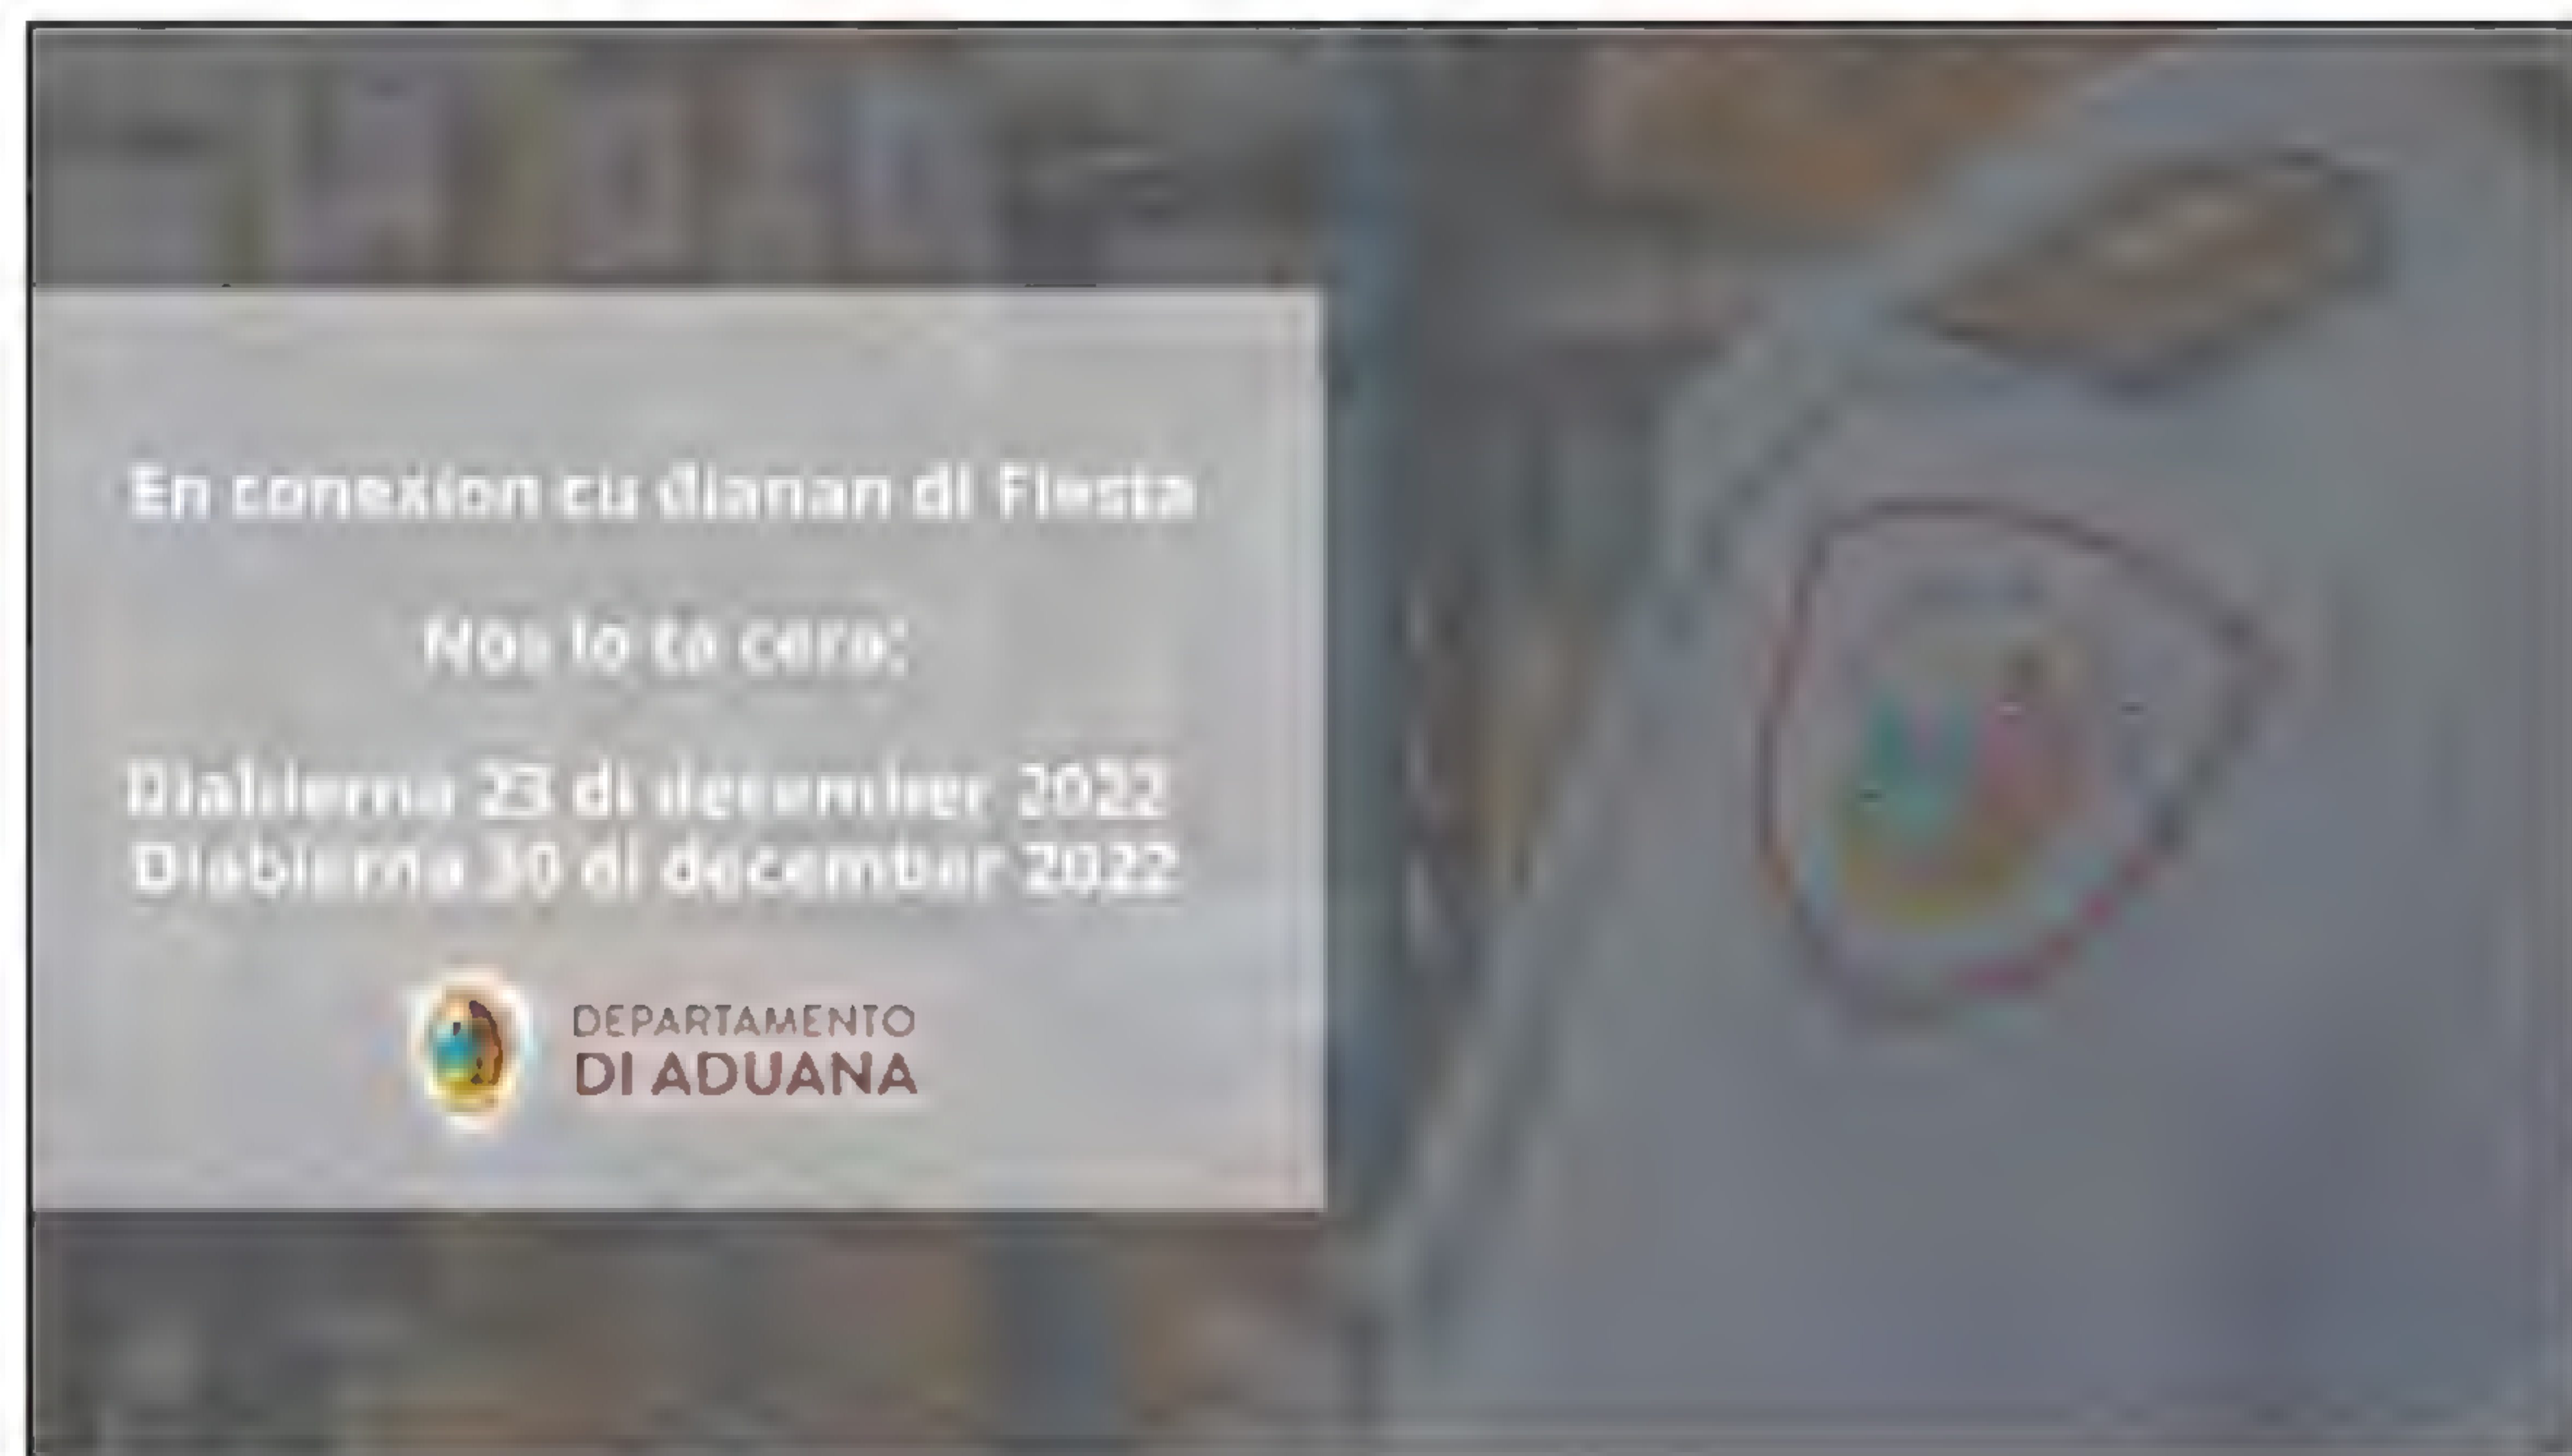 En conexion cu dianan di Fiesta
Nos lo ta cera:
Diabierna 23 di december 2022
Diabierna 30 di december 2022
DEPARTAMENTO
DI ADUANA